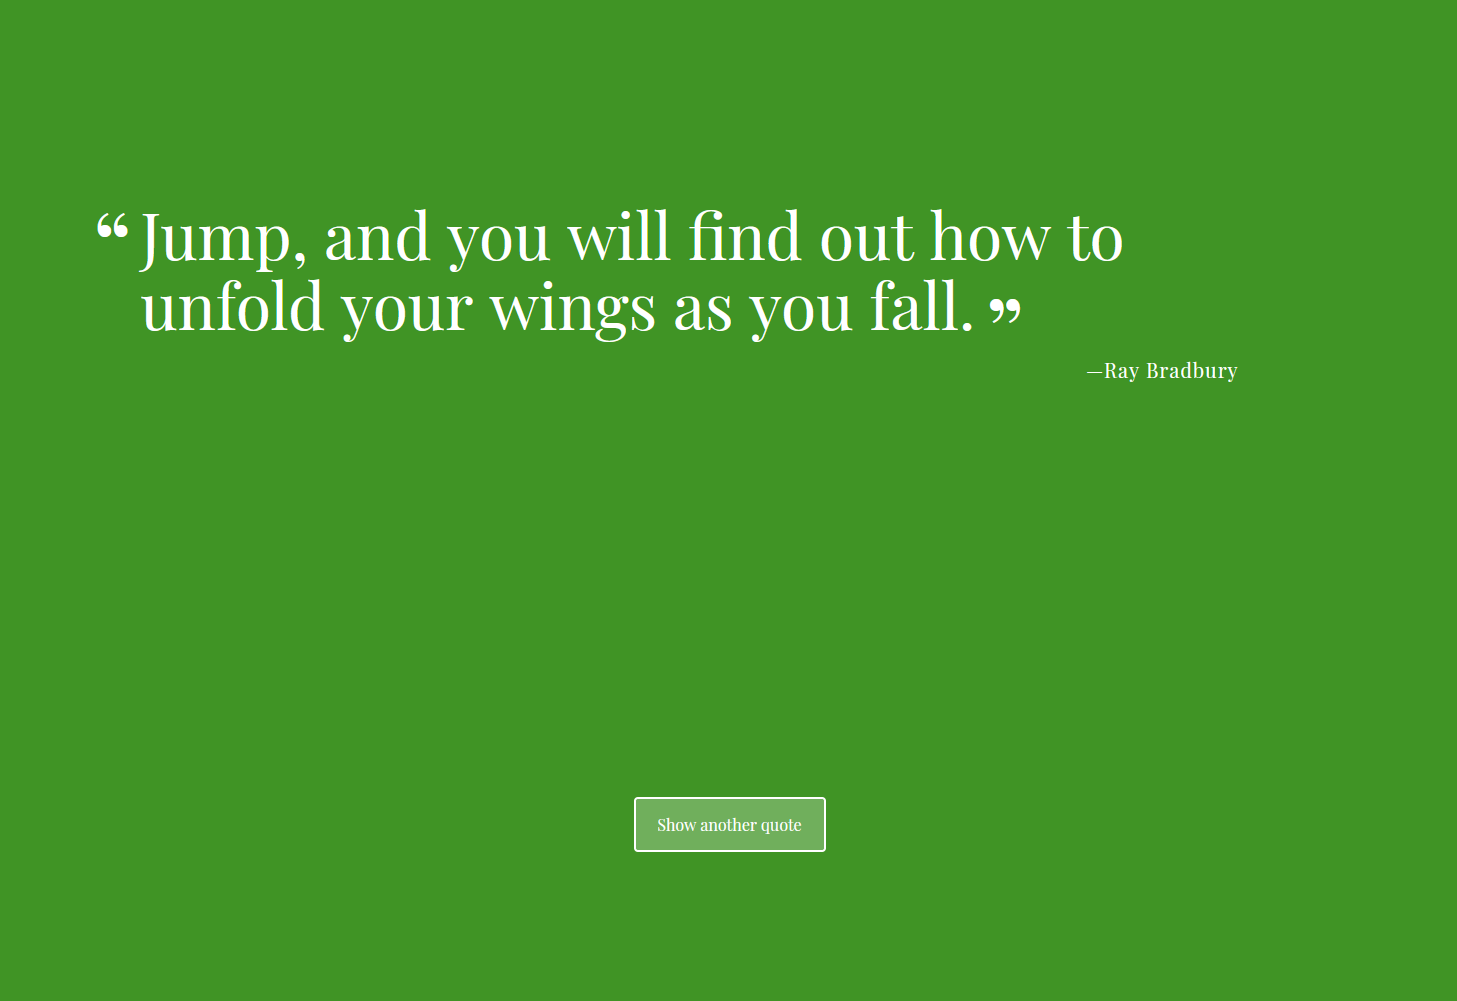 “ Jump, and you will find out how to
unfold your wings as you fall. ”
—Ray Bradbury
Show another quote